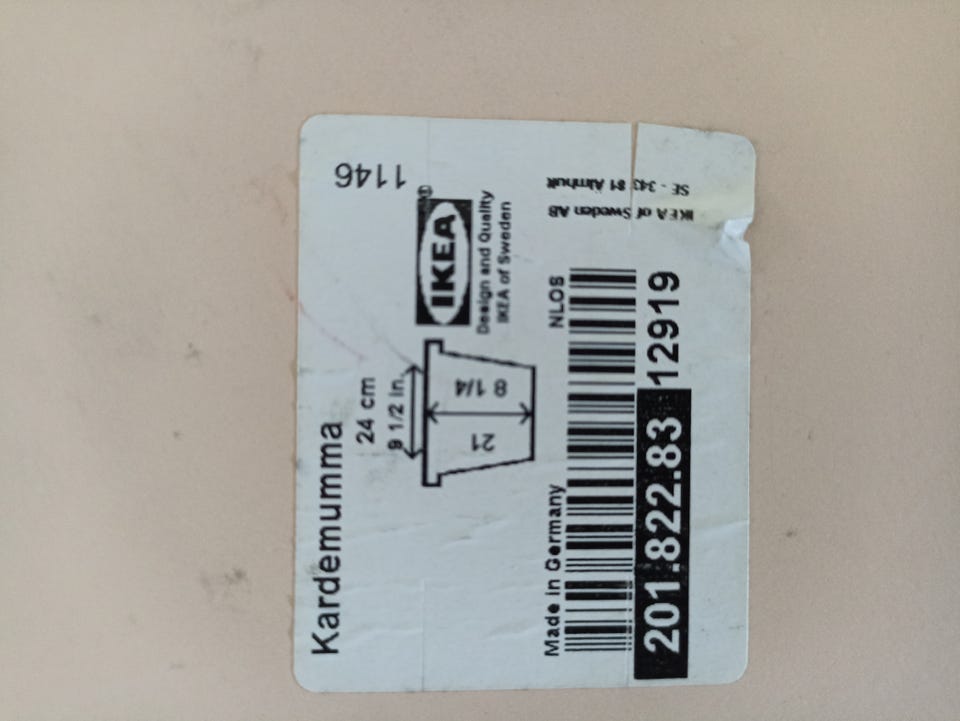 Kardemumma
24 cm
9 1/2 in.
21
8 1/4
1146
IKEA®
Design and Quality
IKEA of Sweden
Made in Germany
NLOS
201.822.83 12919
IKEA of Sweden AB
SE - 343 81 Älmhult